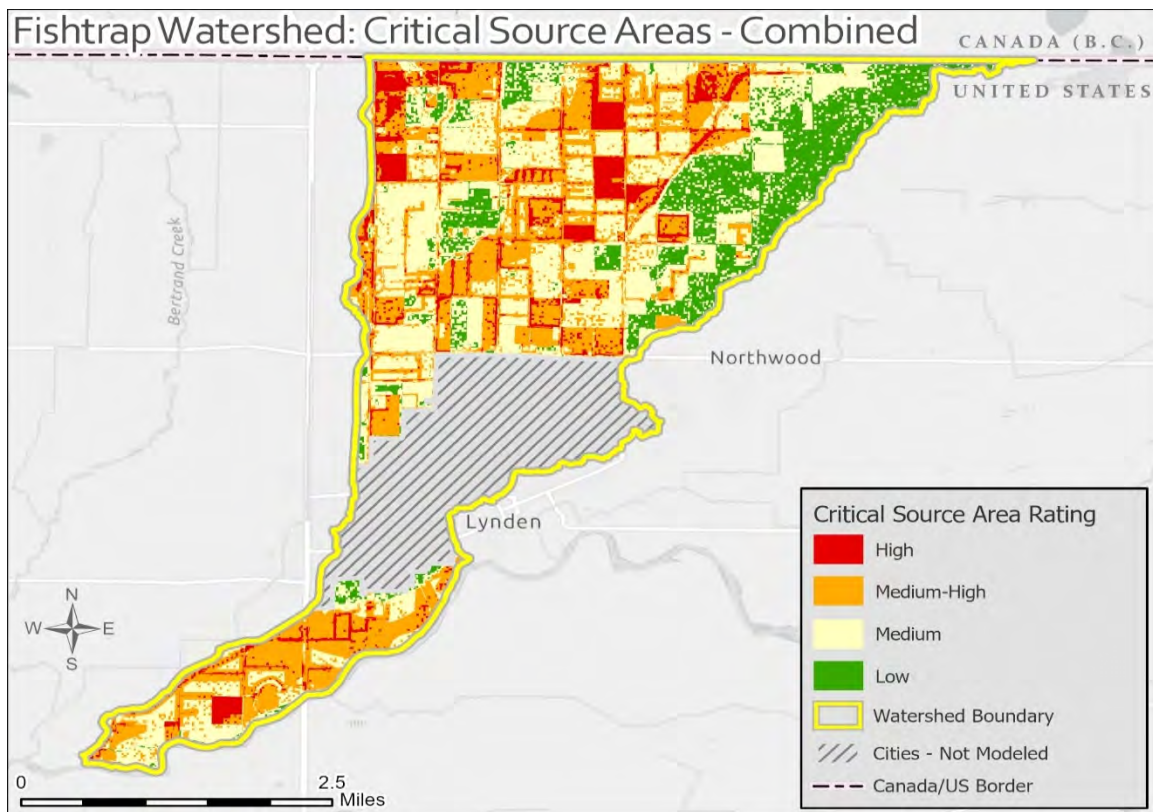 Fishtrap Watershed: Critical Source Areas - Combined
CANADA (B.C.)
UNITED STATES
Bertrand Creek
Northwood
Lynden
N
W E
S
0 2.5
Miles
Critical Source Area Rating
High
Medium-High
Medium
Low
Watershed Boundary
Cities - Not Modeled
Canada/US Border